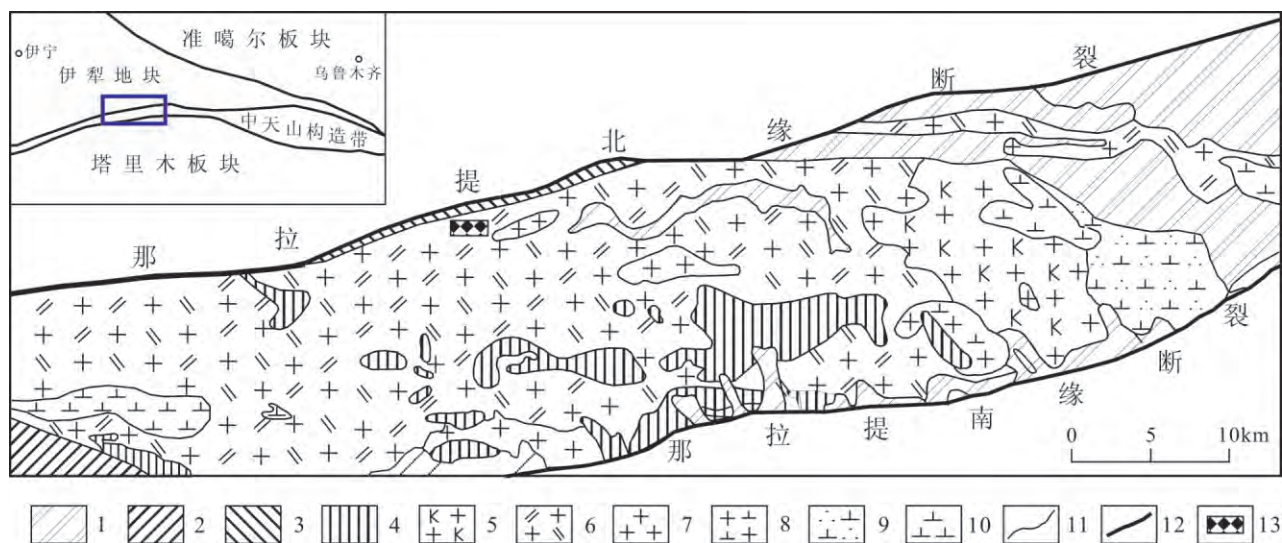 准噶尔板块
伊宁
乌鲁木齐
伊犁地块
中天山构造带
塔里木板块
那拉提北缘断裂
那拉提南缘断裂
0 5 10km
1 2 3 4 5 6 7 8 9 10 11 12 13